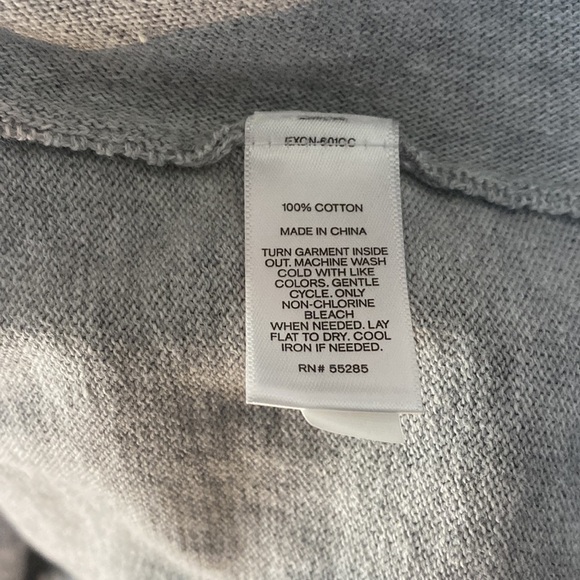 EXCN-601CC
100% COTTON
MADE IN CHINA
TURN GARMENT INSIDE
OUT. MACHINE WASH
COLD WITH LIKE
COLORS. GENTLE
CYCLE. ONLY
NON-CHLORINE
BLEACH
WHEN NEEDED. LAY
FLAT TO DRY. COOL
IRON IF NEEDED.
RN# 55285